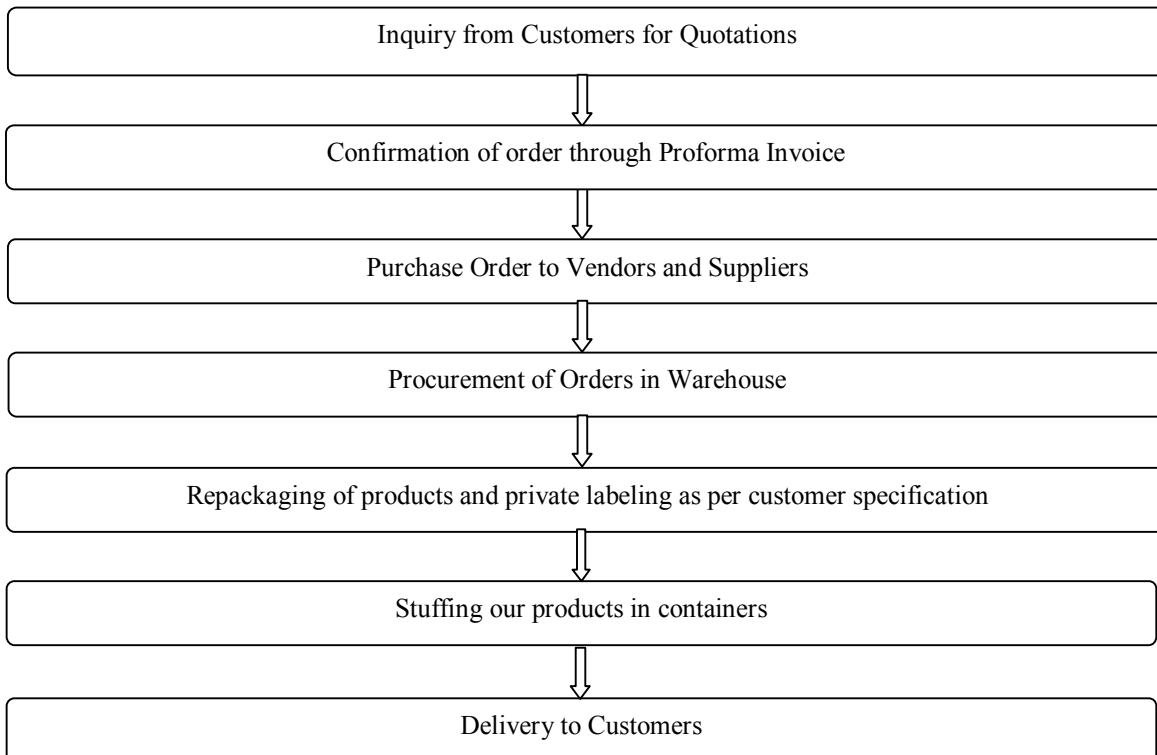 Inquiry from Customers for Quotations
Confirmation of order through Proforma Invoice
Purchase Order to Vendors and Suppliers
Procurement of Orders in Warehouse
Repackaging of products and private labeling as per customer specification
Stuffing our products in containers
Delivery to Customers